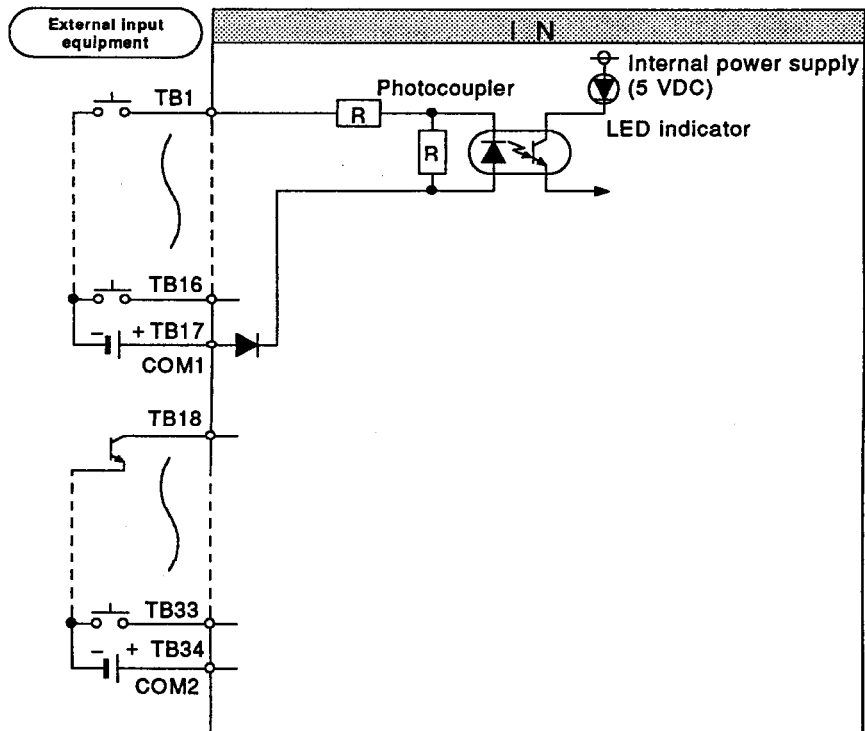 External input
equipment
I N
Internal power supply
(5 VDC)
Photocoupler
TB1
R
LED indicator
R
TB16
− + TB17
COM1
TB18
TB33
− + TB34
COM2